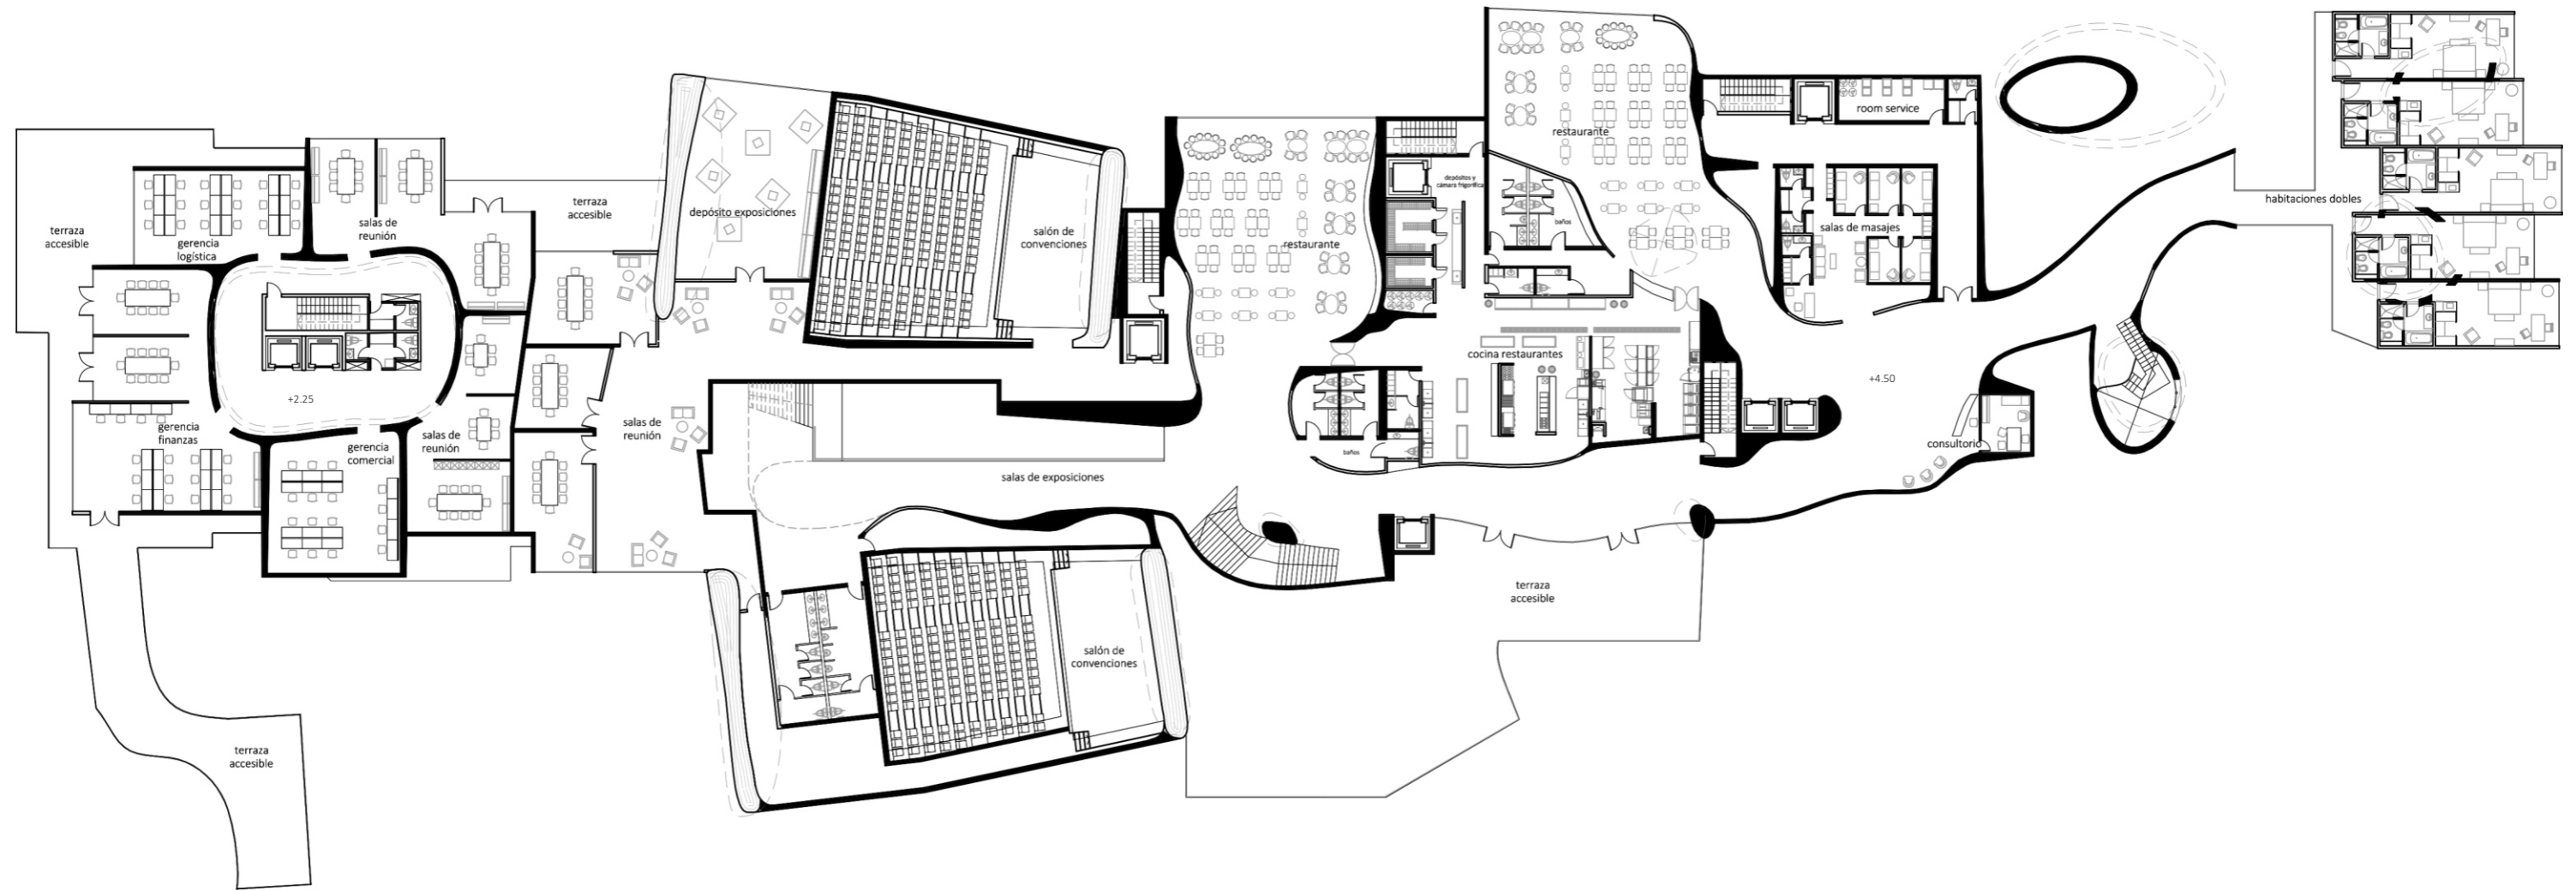 terraza
accesible
gerencia
logística
salas de
reunión
terraza
accesible
depósito exposiciones
salón de
convenciones
restaurante
depósitos y
cámara frigorífica
baños
restaurante
room service
salas de masajes
habitaciones dobles
+2.25
gerencia
finanzas
gerencia
comercial
salas de
reunión
salas de
reunión
salas de exposiciones
cocina restaurantes
baños
+4.50
consultorio
terraza
accesible
salón de
convenciones
terraza
accesible